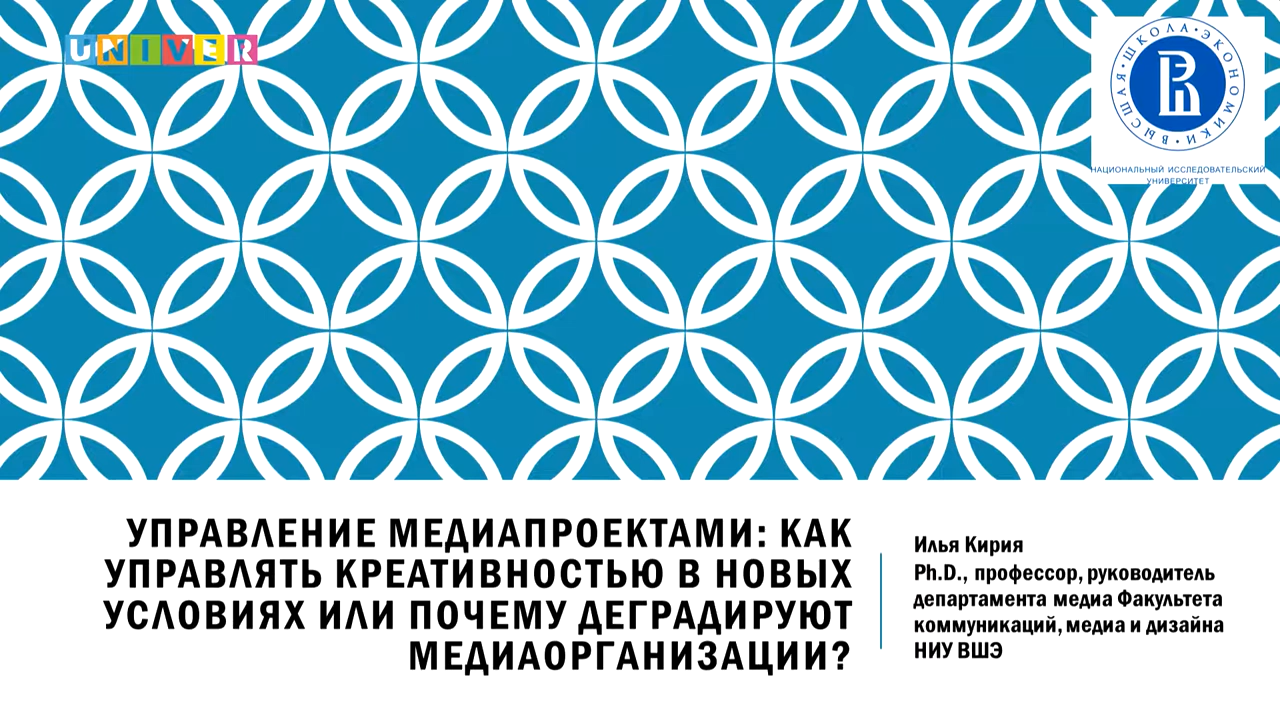 UNIVER
ВЫСШАЯ ШКОЛА ЭКОНОМИКИ
НАЦИОНАЛЬНЫЙ ИССЛЕДОВАТЕЛЬСКИЙ
УНИВЕРСИТЕТ
УПРАВЛЕНИЕ МЕДИАПРОЕКТАМИ: КАК
УПРАВЛЯТЬ КРЕАТИВНОСТЬЮ В НОВЫХ
УСЛОВИЯХ ИЛИ ПОЧЕМУ ДЕГРАДИРУЮТ
МЕДИАОРГАНИЗАЦИИ?
Илья Кирия
Ph.D., профессор, руководитель
департамента медиа Факультета
коммуникаций, медиа и дизайна
НИУ ВШЭ